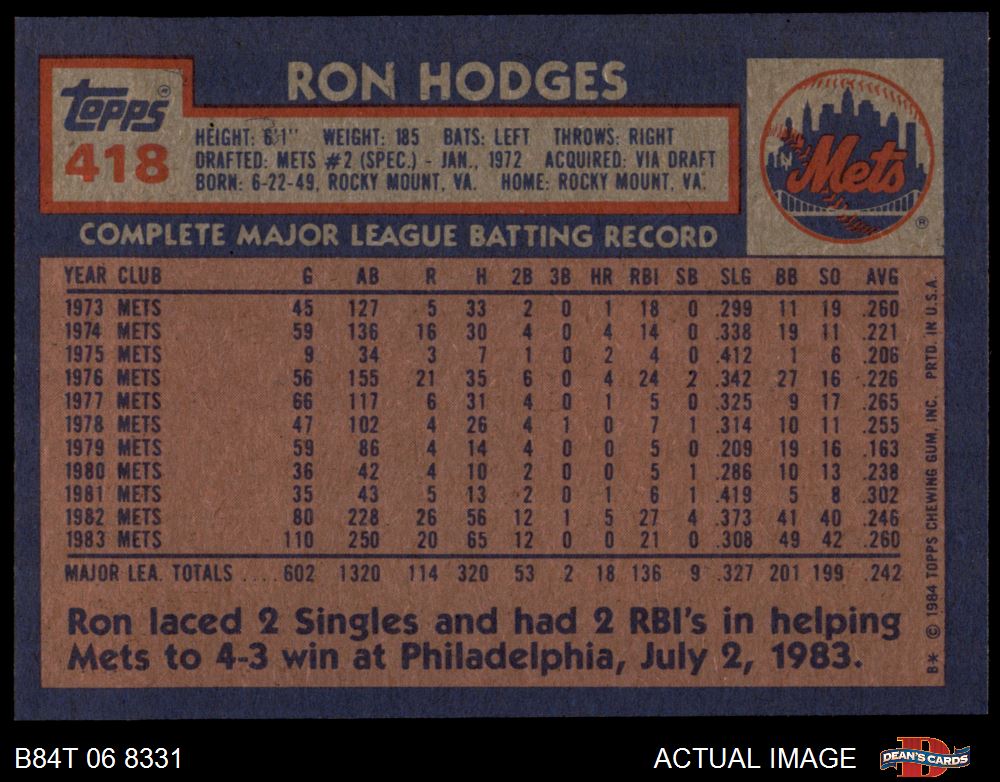 RON HODGES
Topps®
418
HEIGHT: 6'1" WEIGHT: 185 BATS: LEFT THROWS: RIGHT
DRAFTED: METS #2 (SPEC.) - JAN., 1972 ACQUIRED: VIA DRAFT
BORN: 6-22-49, ROCKY MOUNT, VA. HOME: ROCKY MOUNT, VA.
Mets
®
COMPLETE MAJOR LEAGUE BATTING RECORD
YEAR CLUB G AB R H 2B 3B HR RBI SB SLG BB SO AVG
1973 METS 45 127 5 33 2 0 1 18 0 .299 11 19 .260
1974 METS 59 136 16 30 4 0 4 14 0 .338 19 11 .221
1975 METS 9 34 3 7 1 0 2 4 0 .412 1 6 .206
1976 METS 56 155 21 35 6 0 4 24 2 .342 27 16 .226
1977 METS 66 117 6 31 4 0 1 5 0 .325 9 17 .265
1978 METS 47 102 4 26 4 1 0 7 1 .314 10 11 .255
1979 METS 59 86 4 14 4 0 0 5 0 .209 19 16 .163
1980 METS 36 42 4 10 2 0 0 5 1 .286 10 13 .238
1981 METS 35 43 5 13 2 0 1 6 1 .419 5 8 .302
1982 METS 80 228 26 56 12 1 5 27 4 .373 41 40 .246
1983 METS 110 250 20 65 12 0 0 21 0 .308 49 42 .260
MAJOR LEA. TOTALS .... 602 1320 114 320 53 2 18 136 9 .327 201 199 .242
Ron laced 2 Singles and had 2 RBI's in helping
Mets to 4-3 win at Philadelphia, July 2, 1983.
B* © 1984 TOPPS CHEWING GUM, INC. PRTD. IN U.S.A.
B84T 06 8331
ACTUAL IMAGE
DEAN'S CARDS